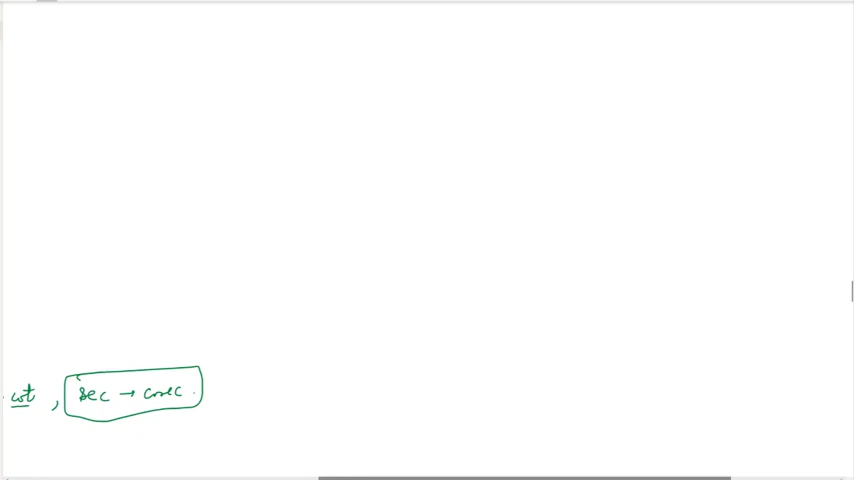 cot , sec → cosec